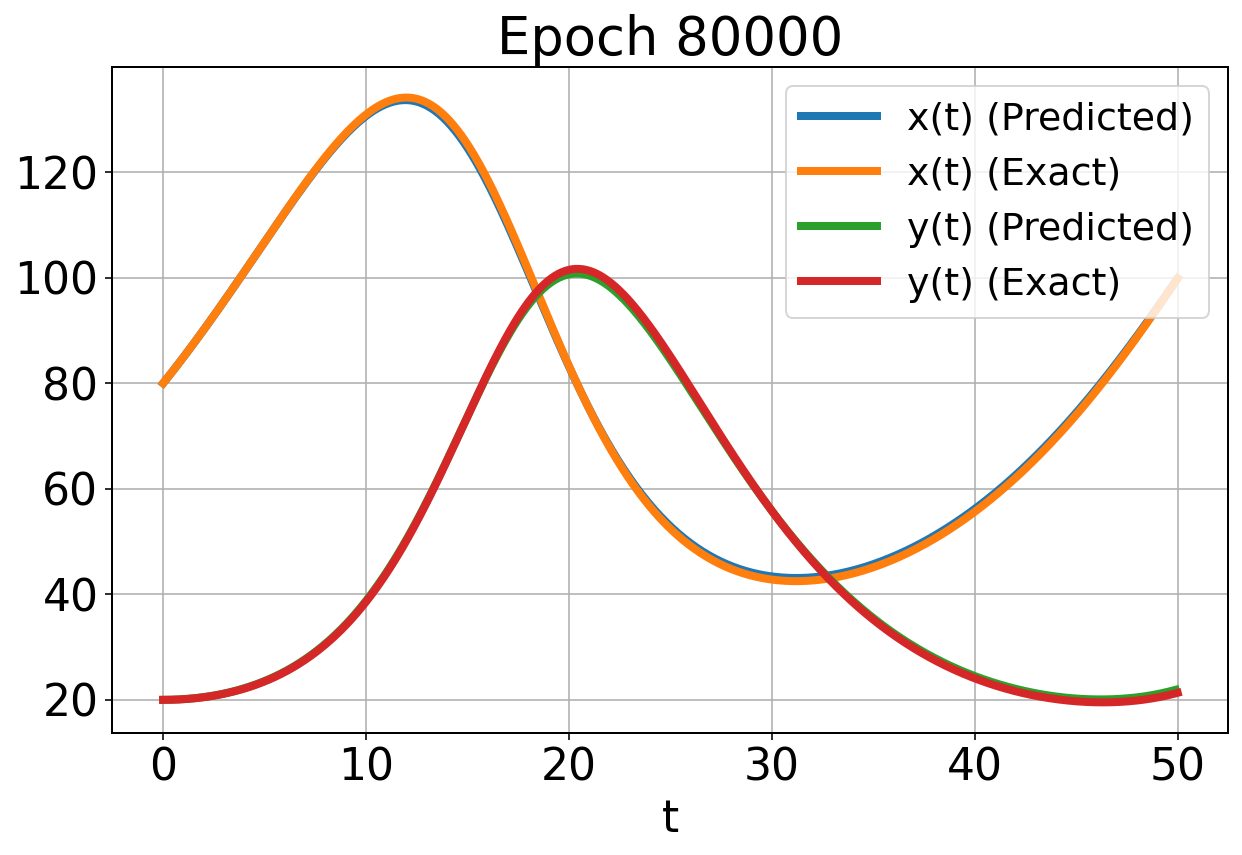 Epoch 80000
x(t) (Predicted)
x(t) (Exact)
y(t) (Predicted)
y(t) (Exact)
120
100
80
60
40
20
0 10 20 30 40 50
t